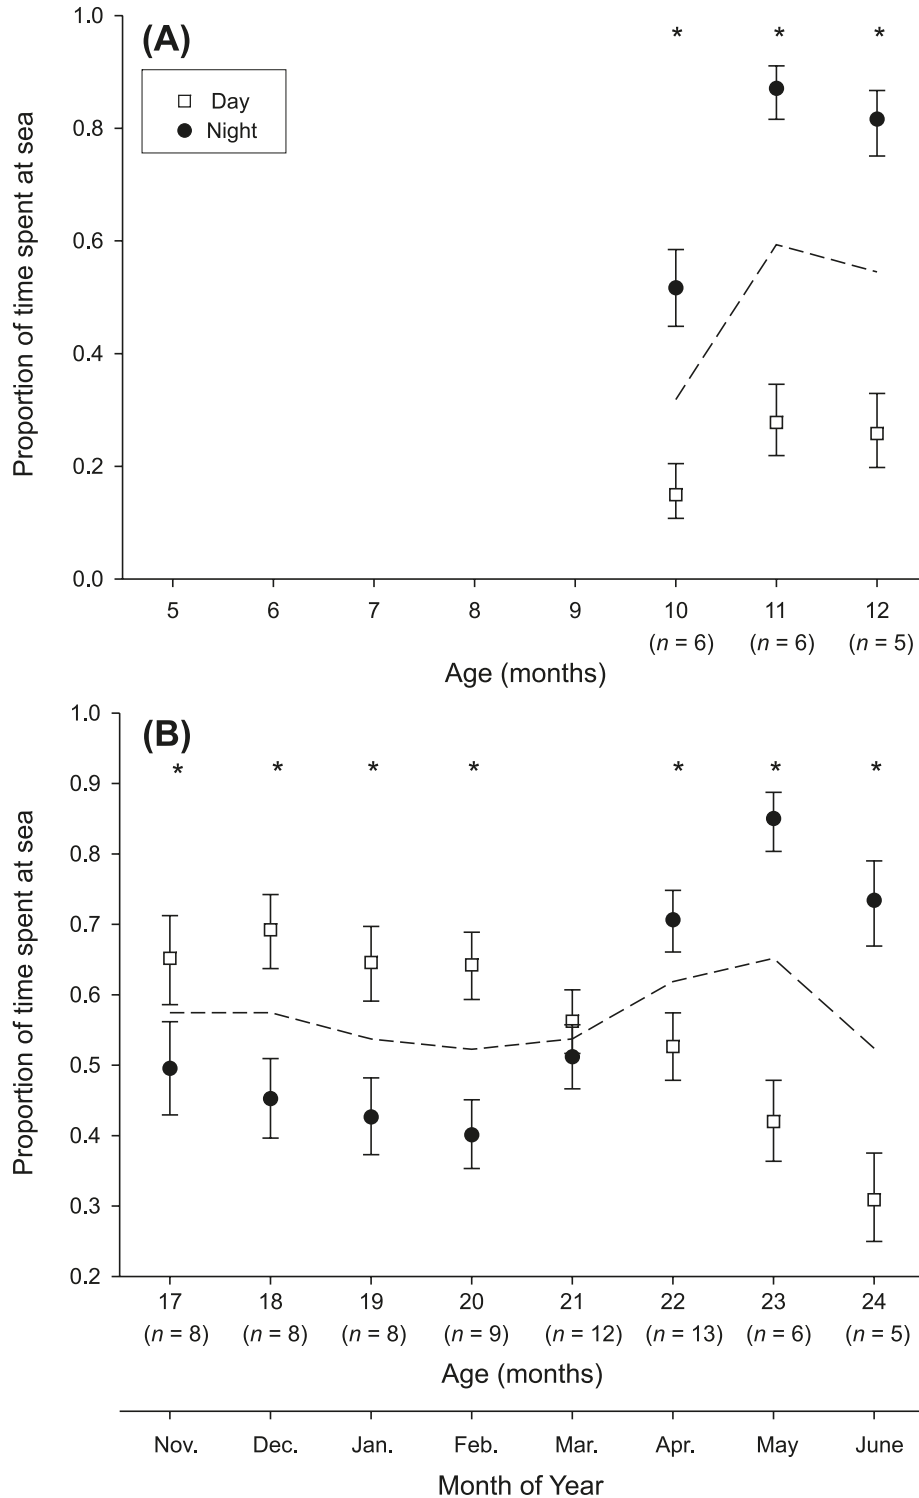 (A)
* * *
Day
Night
Proportion of time spent at sea
1.0
0.8
0.6
0.4
0.2
0.0
5 6 7 8 9 10 11 12
(n = 6) (n = 6) (n = 5)
Age (months)
(B)
* * * * * * *
Proportion of time spent at sea
1.0
0.9
0.8
0.7
0.6
0.5
0.4
0.3
0.2
17 18 19 20 21 22 23 24
(n = 8) (n = 8) (n = 8) (n = 9) (n = 12) (n = 13) (n = 6) (n = 5)
Age (months)
Nov. Dec. Jan. Feb. Mar. Apr. May June
Month of Year